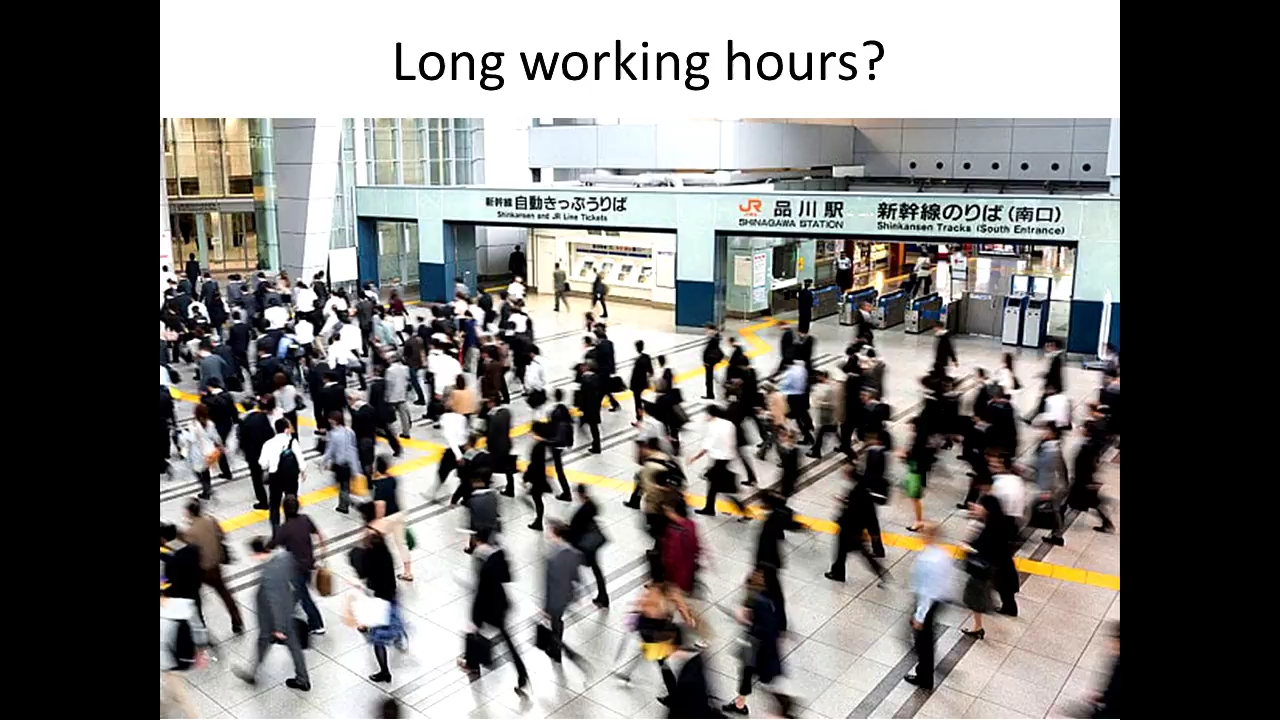 Long working hours?
新幹線 自動きっぷうりば
Shinkansen and JR Line Tickets
JR 品川駅
SHINAGAWA STATION
新幹線のりば(南口)
Shinkansen Tracks (South Entrance)